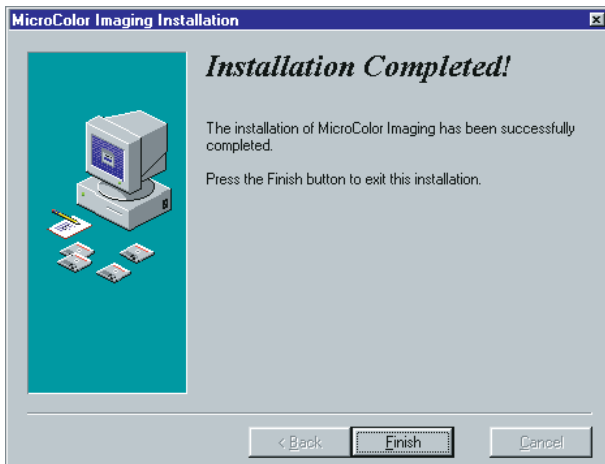 MicroColor Imaging Installation
Installation Completed!
The installation of MicroColor Imaging has been successfully
completed.
Press the Finish button to exit this installation.
< Back
Finish
Cancel